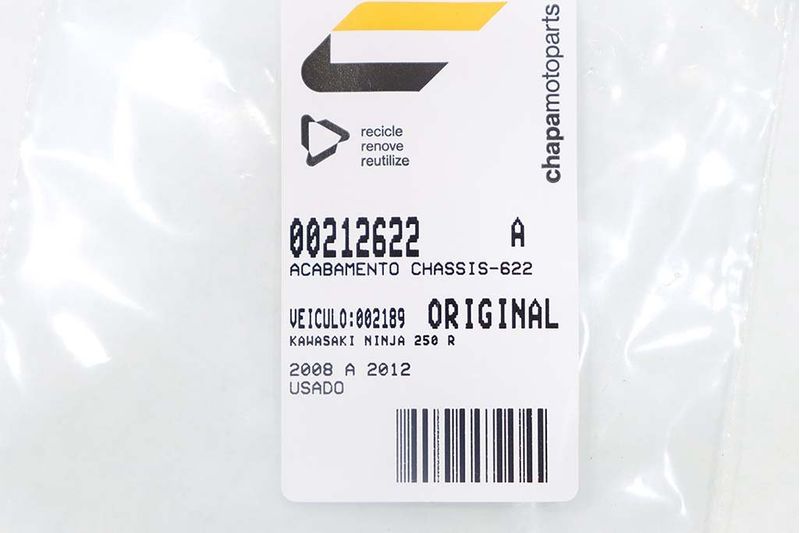 chapamotoparts
recicle
renove
reutilize
00212622 A
ACABAMENTO CHASSIS-622
VEICULO:002189 ORIGINAL
KAWASAKI NINJA 250 R
2008 A 2012
USADO